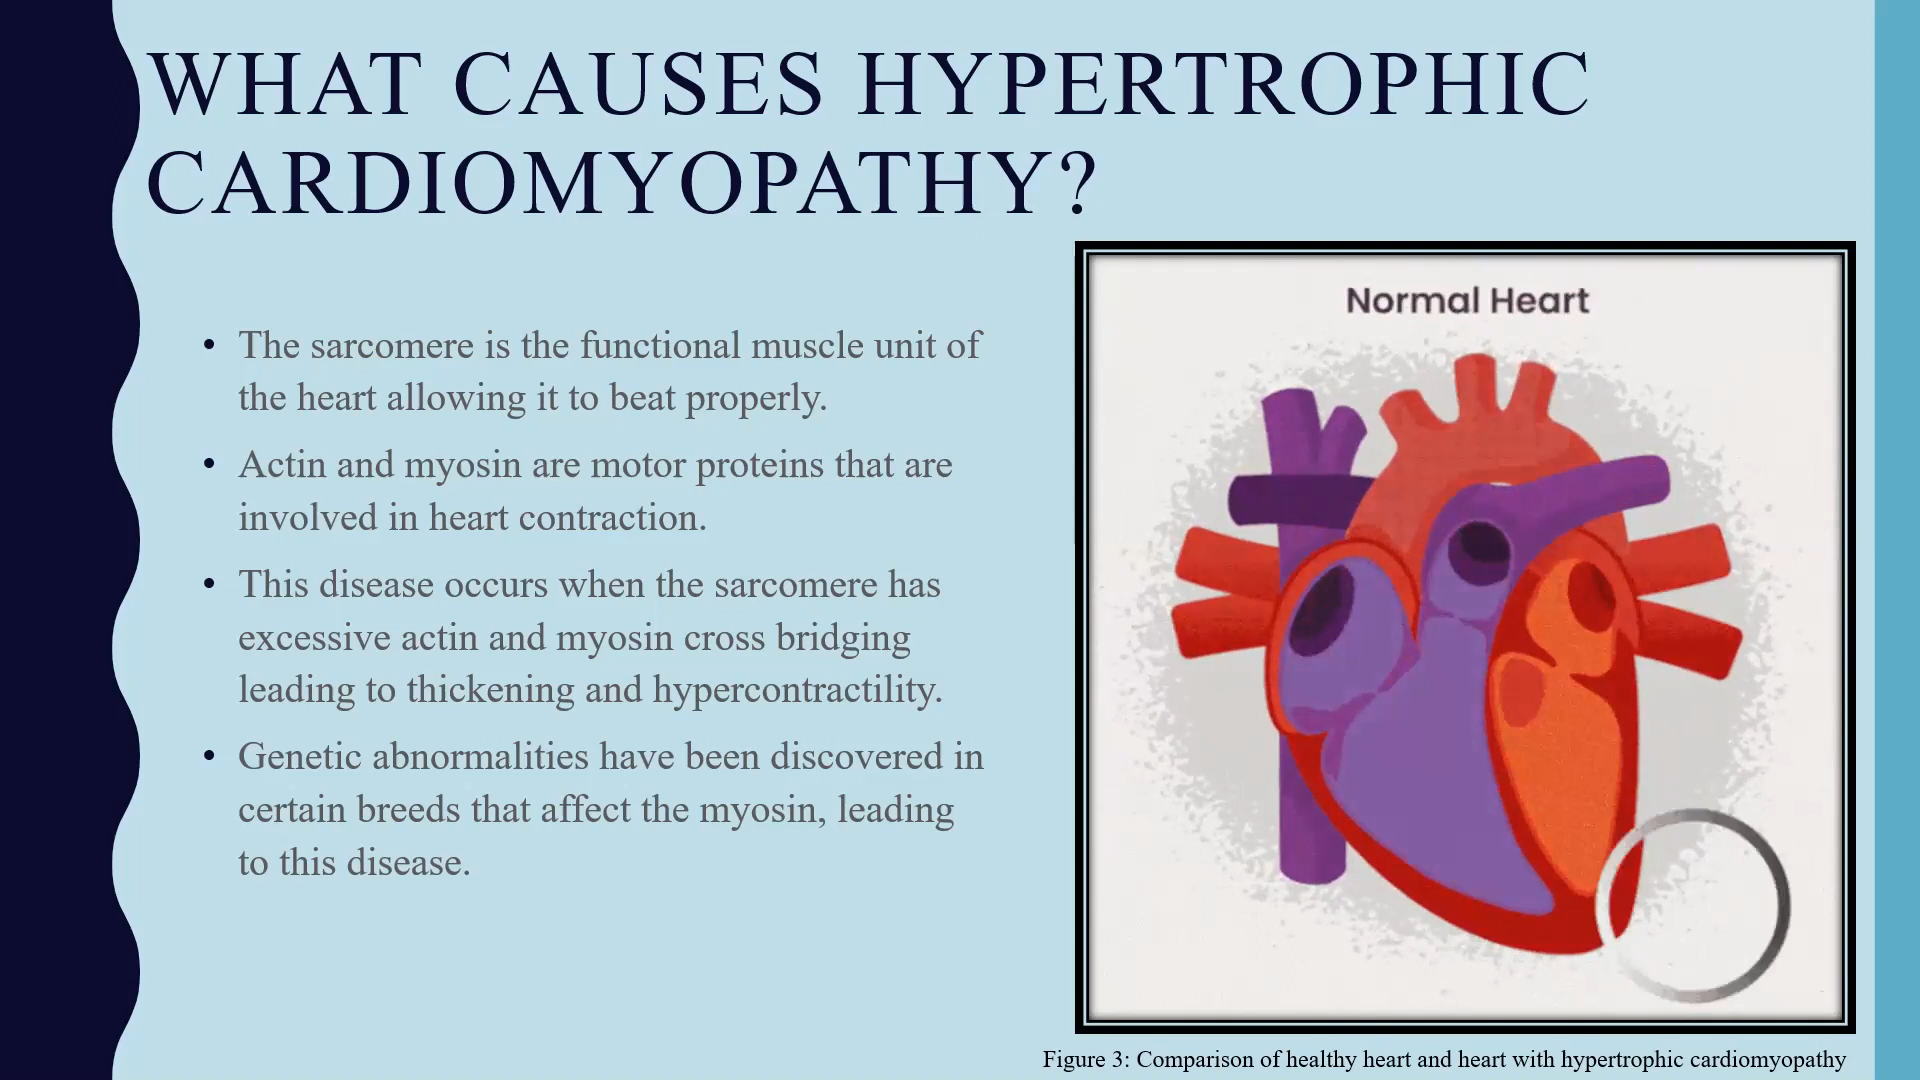 WHAT CAUSES HYPERTROPHIC
CARDIOMYOPATHY?
• The sarcomere is the functional muscle unit of
the heart allowing it to beat properly.
• Actin and myosin are motor proteins that are
involved in heart contraction.
• This disease occurs when the sarcomere has
excessive actin and myosin cross bridging
leading to thickening and hypercontractility.
• Genetic abnormalities have been discovered in
certain breeds that affect the myosin, leading
to this disease.
Normal Heart
Figure 3: Comparison of healthy heart and heart with hypertrophic cardiomyopathy